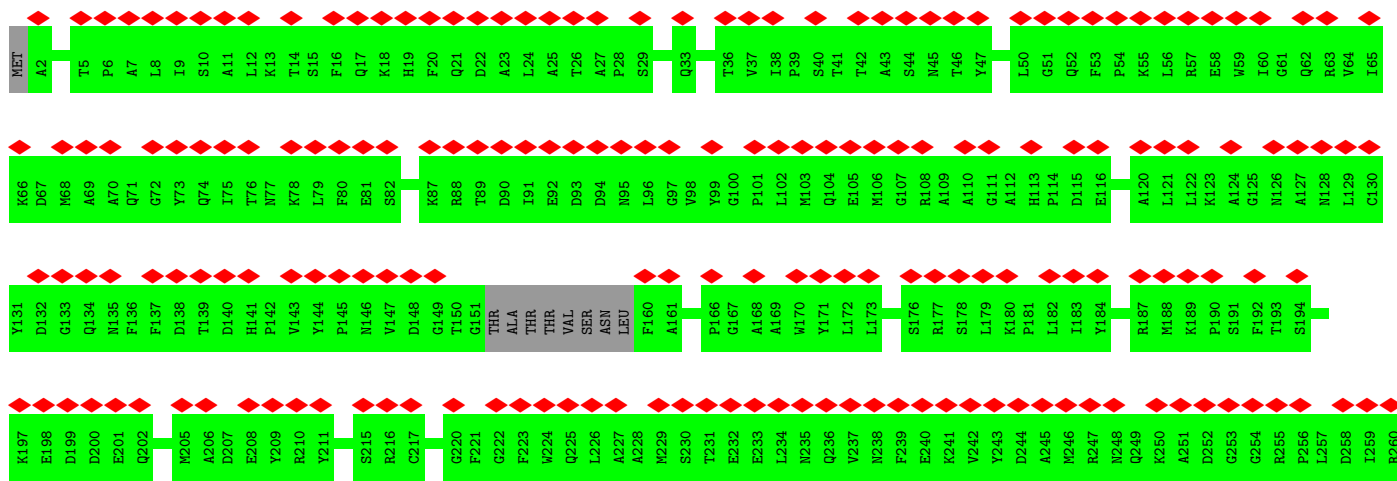 MET A2 T5 P6 A7 L8 I9 S10 A11 L12 K13 T14 S15 F16 Q17 K18 H19 F20 Q21 D22 A23 L24 A25 T26 A27 P28 S29 Q33 T36 V37 I38 P39 S40 T41 T42 A43 S44 N45 T46 Y47 L50 G51 Q52 F53 P54 K55 L56 R57 E58 W59 I60 G61 Q62 R63 V64 I65
K66 D67 M68 A69 A70 Q71 G72 Y73 Q74 I75 T76 N77 K78 L79 F80 E81 S82 K87 R88 T89 D90 I91 E92 D93 D94 N95 L96 G97 V98 Y99 G100 P101 L102 M103 Q104 E105 M106 G107 R108 A109 A110 G111 A112 H113 P114 D115 E116 A120 L121 L122 K123 A124 G125 N126 A127 N128 L129 C130
Y131 D132 G133 Q134 N135 F136 F137 D138 T139 D140 H141 P142 V143 Y144 P145 N146 V147 D148 G149 T150 G151 THR ALA THR THR VAL SER ASN LEU F160 A161 P166 G167 A168 A169 W170 Y171 L172 L173 S176 R177 S178 L179 K180 P181 L182 I183 Y184 R187 M188 K189 P190 S191 F192 T193 S194
K197 E198 D199 D200 E201 Q202 M205 A206 D207 E208 Y209 R210 Y211 S215 R216 C217 G220 F221 G222 F223 W224 Q225 L226 A227 A228 M229 S230 T231 E232 E233 L234 N235 Q236 V237 N238 F239 E240 K241 V242 Y243 D244 A245 M246 R247 N248 Q249 K250 A251 D252 G253 G254 R255 P256 L257 D258 I259 R260